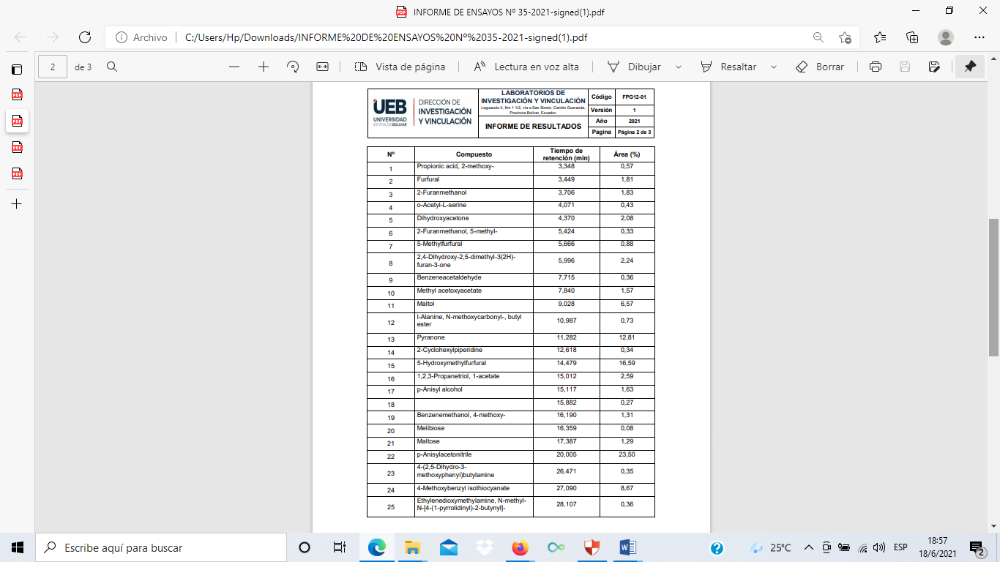 INFORME DE ENSAYOS Nº 35-2021-signed(1).pdf
Archivo C:/Users/Hp/Downloads/INFORME%20DE%20ENSAYOS%20Nº%2035-2021-signed(1).pdf
2 de 3 Vista de página Lectura en voz alta Dibujar Resaltar Borrar
UEB
UNIVERSIDAD
ESTATAL DE BOLIVAR
DIRECCIÓN DE
INVESTIGACIÓN
Y VINCULACIÓN
LABORATORIOS DE
INVESTIGACIÓN Y VINCULACIÓN
Laguacoto II, Km 1 1/2, vía a San Simón, Cantón Guaranda,
Provincia Bolívar, Ecuador.
INFORME DE RESULTADOS
Código FPG12-01
Versión 1
Año 2021
Pagina Página 2 de 3
Nº Compuesto Tiempo de retención (min) Área (%)
1 Propionic acid, 2-methoxy- 3,348 0,57
2 Furfural 3,449 1,81
3 2-Furanmethanol 3,706 1,83
4 o-Acetyl-L-serine 4,071 0,43
5 Dihydroxyacetone 4,370 2,08
6 2-Furanmethanol, 5-methyl- 5,424 0,33
7 5-Methylfurfural 5,666 0,88
8 2,4-Dihydroxy-2,5-dimethyl-3(2H)-
furan-3-one 5,996 2,24
9 Benzeneacetaldehyde 7,715 0,36
10 Methyl acetoxyacetate 7,840 1,57
11 Maltol 9,028 6,57
12 l-Alanine, N-methoxycarbonyl-, butyl
ester 10,987 0,73
13 Pyranone 11,282 12,81
14 2-Cyclohexylpiperidine 12,618 0,34
15 5-Hydroxymethylfurfural 14,479 16,59
16 1,2,3-Propanetriol, 1-acetate 15,012 2,59
17 p-Anisyl alcohol 15,117 1,63
18 15,882 0,27
19 Benzenemethanol, 4-methoxy- 16,190 1,31
20 Melibiose 16,359 0,08
21 Maltose 17,387 1,29
22 p-Anisylacetonitrile 20,005 23,50
23 4-(2,5-Dihydro-3-
methoxyphenyl)butylamine 26,471 0,35
24 4-Methoxybenzyl isothiocyanate 27,090 8,67
25 Ethylenedioxymethylamine, N-methyl-
N-[4-(1-pyrrolidinyl)-2-butynyl]- 28,107 0,36
Escribe aquí para buscar
25°C
ESP
18:57
18/6/2021
2